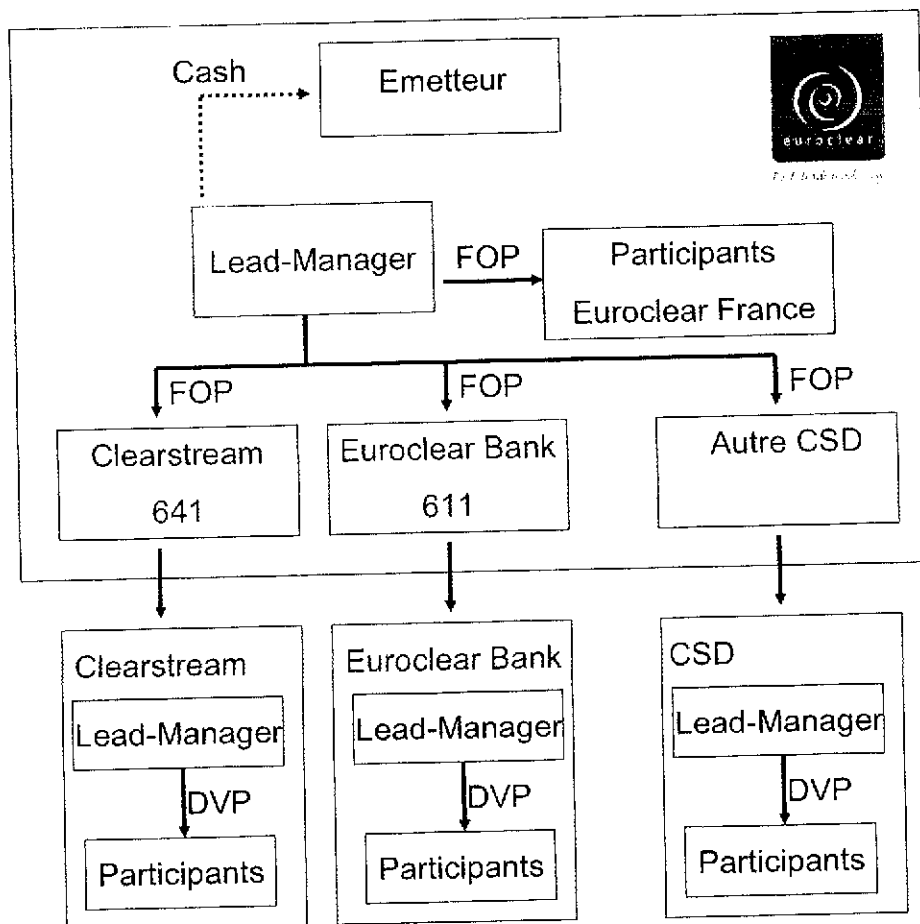 Cash
Emetteur
euroclear
Lead-Manager
FOP
Participants
Euroclear France
FOP
FOP
FOP
Clearstream
641
Euroclear Bank
611
Autre CSD
Clearstream
Lead-Manager
DVP
Participants
Euroclear Bank
Lead-Manager
DVP
Participants
CSD
Lead-Manager
DVP
Participants